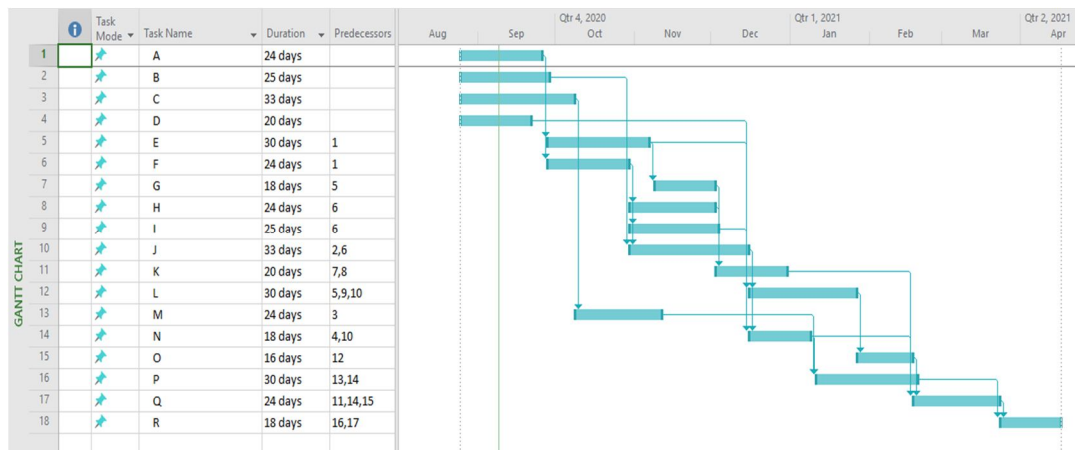 Qtr 4, 2020 Qtr 1, 2021 Qtr 2, 2021
Task Mode Task Name Duration Predecessors Aug Sep Oct Nov Dec Jan Feb Mar Apr
1 A 24 days
2 B 25 days
3 C 33 days
4 D 20 days
5 E 30 days 1
6 F 24 days 1
7 G 18 days 5
8 H 24 days 6
9 I 25 days 6
10 J 33 days 2,6
11 K 20 days 7,8
12 L 30 days 5,9,10
13 M 24 days 3
14 N 18 days 4,10
15 O 16 days 12
16 P 30 days 13,14
17 Q 24 days 11,14,15
18 R 18 days 16,17
GANTT CHART